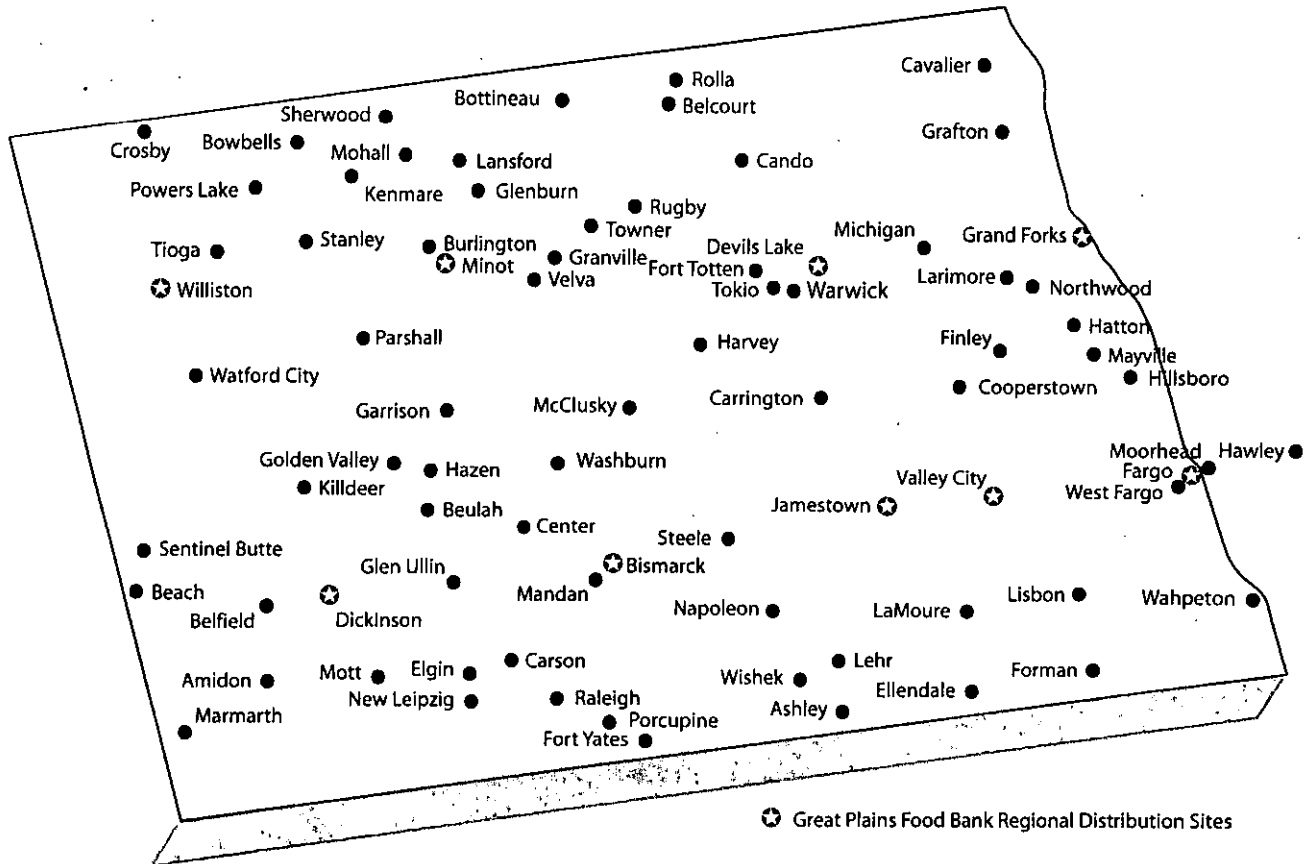 Rolla
Cavalier
Bottineau
Belcourt
Sherwood
Grafton
Crosby
Bowbells
Mohall
Lansford
Cando
Powers Lake
Kenmare
Glenburn
Rugby
Towner
Michigan
Grand Forks
Tioga
Stanley
Burlington
Devils Lake
Minot
Granville
Fort Totten
Larimore
Williston
Velva
Tokio
Warwick
Northwood
Parshall
Harvey
Finley
Hatton
Mayville
Watford City
Cooperstown
Hillsboro
Garrison
McClusky
Carrington
Moorhead
Hawley
Golden Valley
Hazen
Washburn
Valley City
Fargo
Killdeer
West Fargo
Beulah
Jamestown
Center
Steele
Sentinel Butte
Glen Ullin
Bismarck
Beach
Mandan
Lisbon
Wahpeton
Belfield
Dickinson
Napoleon
LaMoure
Amidon
Mott
Elgin
Carson
Wishek
Lehr
Forman
New Leipzig
Raleigh
Ellendale
Marmarth
Porcupine
Ashley
Fort Yates
Great Plains Food Bank Regional Distribution Sites